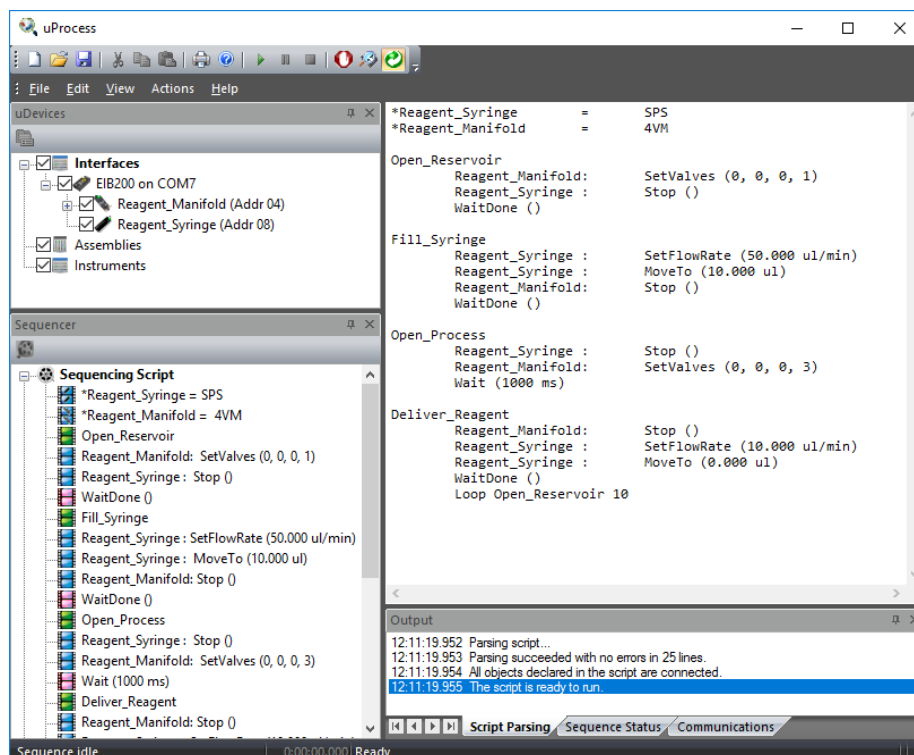 uProcess
File Edit View Actions Help
uDevices
Interfaces
EIB200 on COM7
Reagent_Manifold (Addr 04)
Reagent_Syringe (Addr 08)
Assemblies
Instruments
Sequencer
Sequencing Script
*Reagent_Syringe = SPS
*Reagent_Manifold = 4VM
Open_Reservoir
Reagent_Manifold: SetValves (0, 0, 0, 1)
Reagent_Syringe : Stop ()
WaitDone ()
Fill_Syringe
Reagent_Syringe : SetFlowRate (50.000 ul/min)
Reagent_Syringe : MoveTo (10.000 ul)
Reagent_Manifold: Stop ()
WaitDone ()
Open_Process
Reagent_Syringe : Stop ()
Reagent_Manifold: SetValves (0, 0, 0, 3)
Wait (1000 ms)
Deliver_Reagent
Reagent_Manifold: Stop ()
*Reagent_Syringe = SPS
*Reagent_Manifold = 4VM
Open_Reservoir
Reagent_Manifold: SetValves (0, 0, 0, 1)
Reagent_Syringe : Stop ()
WaitDone ()
Fill_Syringe
Reagent_Syringe : SetFlowRate (50.000 ul/min)
Reagent_Syringe : MoveTo (10.000 ul)
Reagent_Manifold: Stop ()
WaitDone ()
Open_Process
Reagent_Syringe : Stop ()
Reagent_Manifold: SetValves (0, 0, 0, 3)
Wait (1000 ms)
Deliver_Reagent
Reagent_Manifold: Stop ()
Reagent_Syringe : SetFlowRate (10.000 ul/min)
Reagent_Syringe : MoveTo (0.000 ul)
WaitDone ()
Loop Open_Reservoir 10
Output
12:11:19.952 Parsing script...
12:11:19.953 Parsing succeeded with no errors in 25 lines.
12:11:19.954 All objects declared in the script are connected.
12:11:19.955 The script is ready to run.
Script Parsing Sequence Status Communications
Sequence idle 0:00:00.000 Ready